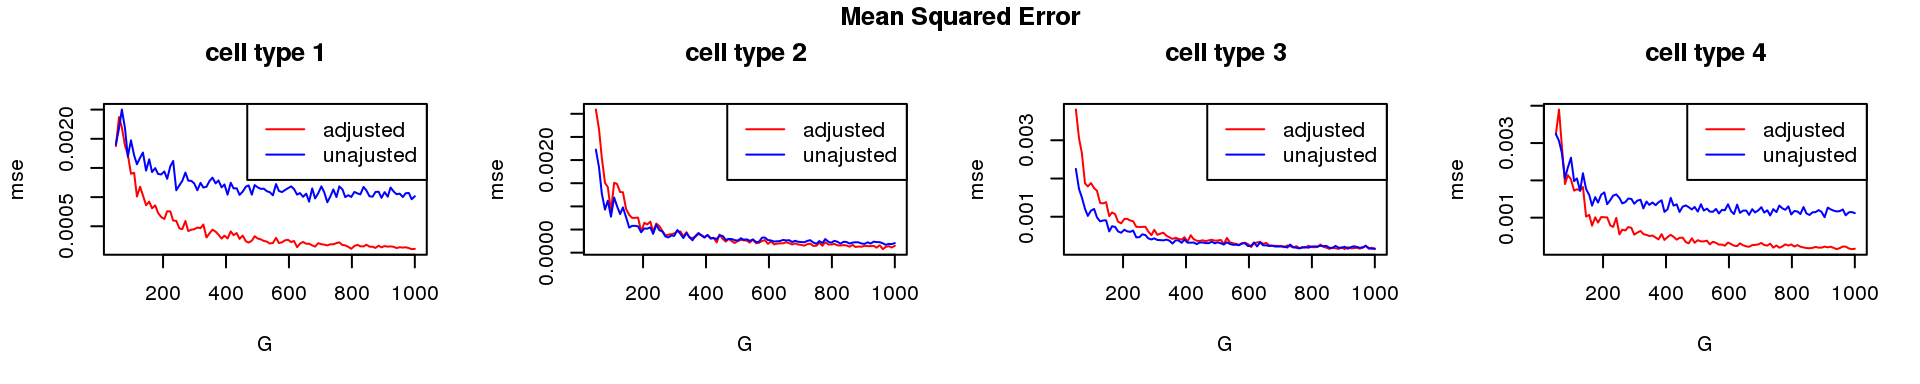 Mean Squared Error
cell type 1
mse
0.0005 0.0020
adjusted
unajusted
200 400 600 800 1000
G
cell type 2
mse
0.0000 0.0020
adjusted
unajusted
200 400 600 800 1000
G
cell type 3
mse
0.001 0.003
adjusted
unajusted
200 400 600 800 1000
G
cell type 4
mse
0.001 0.003
adjusted
unajusted
200 400 600 800 1000
G